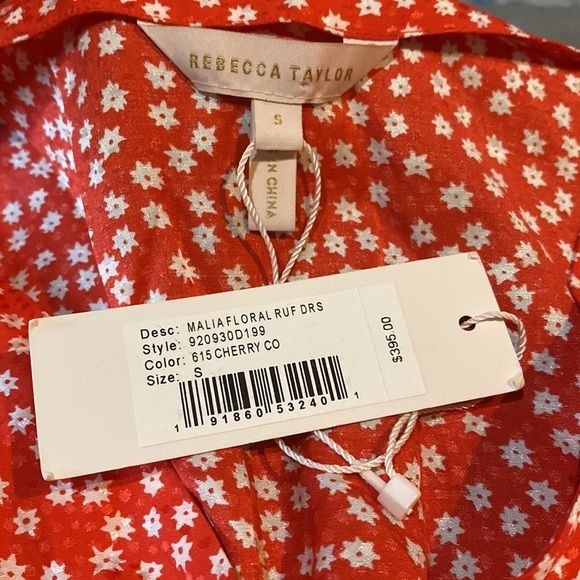 REBECCA TAYLOR
S
IN CHINA
Desc: MALIA FLORAL RUF DRS
Style: 920930D199
Color: 615 CHERRY CO
Size: S
$395.00
1 91860 53240 1